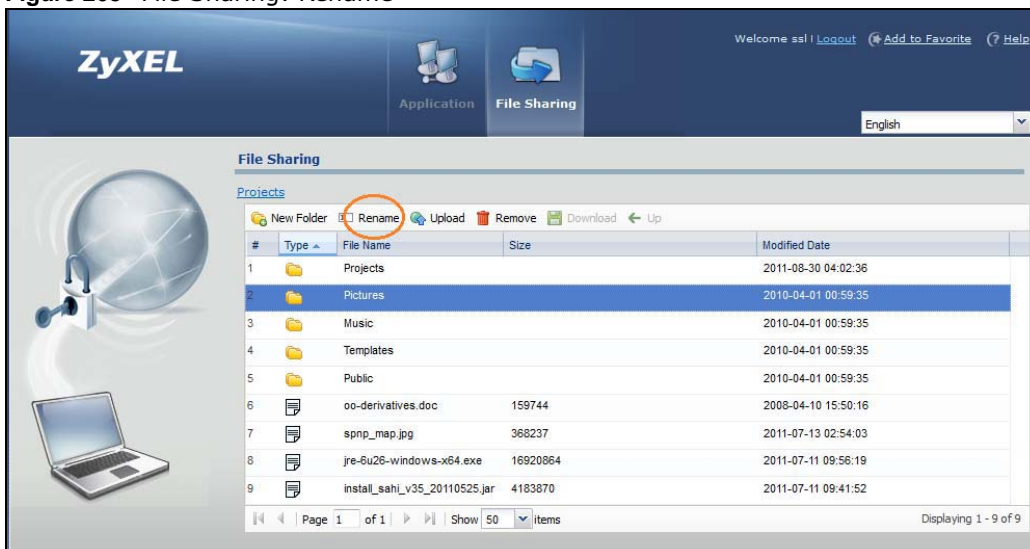 ZyXEL
Welcome ssl | Logout Add to Favorite ? Help
Application File Sharing
English
File Sharing
Projects
New Folder Rename Upload Remove Download Up
# Type File Name Size Modified Date
1 Projects 2011-08-30 04:02:36
2 Pictures 2010-04-01 00:59:35
3 Music 2010-04-01 00:59:35
4 Templates 2010-04-01 00:59:35
5 Public 2010-04-01 00:59:35
6 oo-derivatives.doc 159744 2008-04-10 15:50:16
7 spnp_map.jpg 368237 2011-07-13 02:54:03
8 jre-6u26-windows-x64.exe 16920864 2011-07-11 09:56:19
9 install_sahi_v35_20110525.jar 4183870 2011-07-11 09:41:52
Page 1 of 1 Show 50 items Displaying 1 - 9 of 9